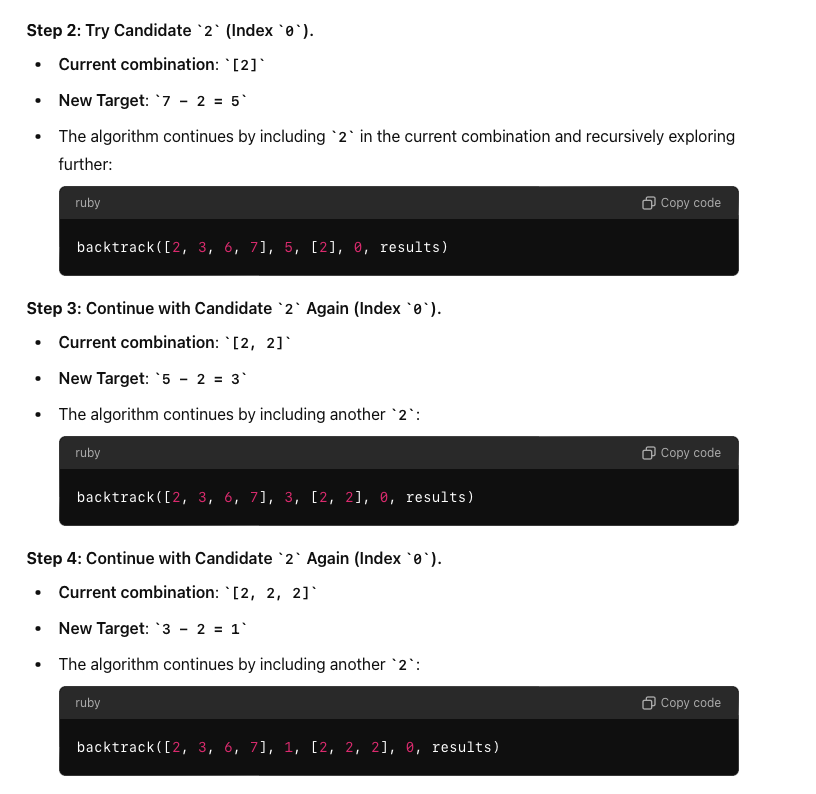 Step 2: Try Candidate `2` (Index `0`).
• Current combination: `[2]`
• New Target: `7 − 2 = 5`
• The algorithm continues by including `2` in the current combination and recursively exploring
further:
ruby Copy code
backtrack([2, 3, 6, 7], 5, [2], 0, results)
Step 3: Continue with Candidate `2` Again (Index `0`).
• Current combination: `[2, 2]`
• New Target: `5 − 2 = 3`
• The algorithm continues by including another `2`:
ruby Copy code
backtrack([2, 3, 6, 7], 3, [2, 2], 0, results)
Step 4: Continue with Candidate `2` Again (Index `0`).
• Current combination: `[2, 2, 2]`
• New Target: `3 − 2 = 1`
• The algorithm continues by including another `2`:
ruby Copy code
backtrack([2, 3, 6, 7], 1, [2, 2, 2], 0, results)